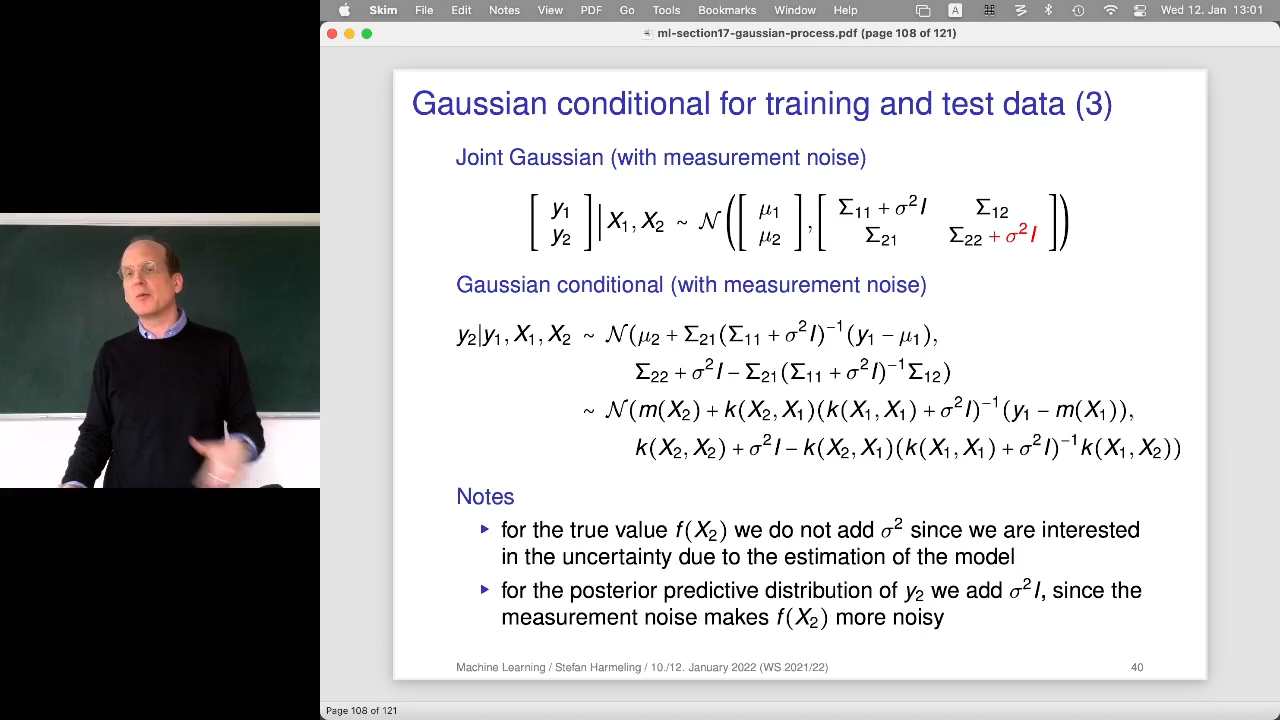 Skim File Edit Notes View PDF Go Tools Bookmarks Window Help A Wed 12. Jan 13:01
ml-section17-gaussian-process.pdf (page 108 of 121)
Gaussian conditional for training and test data (3)
Joint Gaussian (with measurement noise)
[ y₁ y₂ ] | X₁, X₂ ~ 𝒩([ μ₁ μ₂ ], [ Σ₁₁ + σ²I Σ₁₂ Σ₂₁ Σ₂₂ + σ²I ])
Gaussian conditional (with measurement noise)
y₂|y₁, X₁, X₂ ~ 𝒩(μ₂ + Σ₂₁(Σ₁₁ + σ²I)⁻¹(y₁ − μ₁),
Σ₂₂ + σ²I − Σ₂₁(Σ₁₁ + σ²I)⁻¹Σ₁₂)
~ 𝒩(m(X₂) + k(X₂, X₁)(k(X₁, X₁) + σ²I)⁻¹(y₁ − m(X₁)),
k(X₂, X₂) + σ²I − k(X₂, X₁)(k(X₁, X₁) + σ²I)⁻¹k(X₁, X₂))
Notes
▸ for the true value f(X₂) we do not add σ² since we are interested
in the uncertainty due to the estimation of the model
▸ for the posterior predictive distribution of y₂ we add σ²I, since the
measurement noise makes f(X₂) more noisy
Machine Learning / Stefan Harmeling / 10./12. January 2022 (WS 2021/22) 40
Page 108 of 121